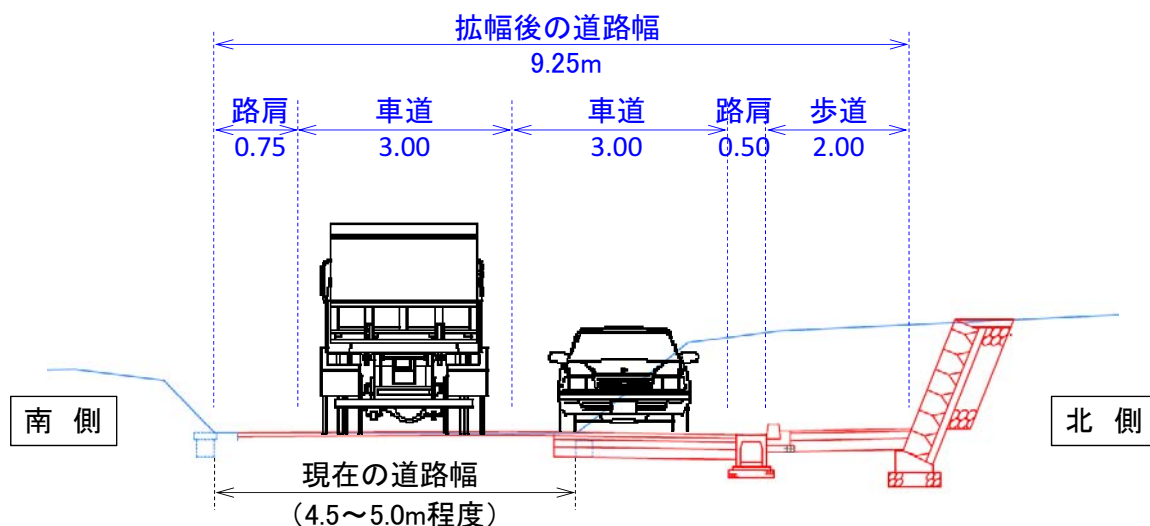 拡幅後の道路幅
9.25m
路肩 車道 車道 路肩 歩道
0.75 3.00 3.00 0.50 2.00
南 側
北 側
現在の道路幅
（4.5～5.0m程度）